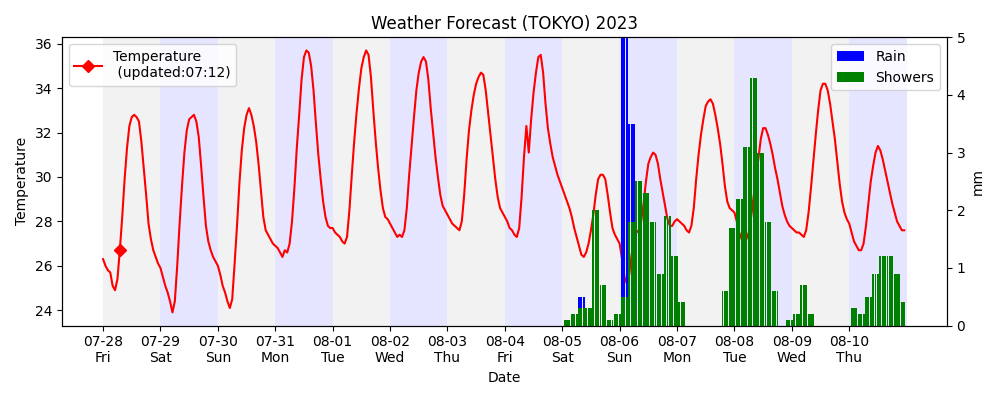 Weather Forecast (TOKYO) 2023
Temperature
(updated:07:12)
Rain
Showers
36
34
32
30
28
26
24
Temperature
5
4
3
2
1
0
mm
07-28 07-29 07-30 07-31 08-01 08-02 08-03 08-04 08-05 08-06 08-07 08-08 08-09 08-10
Fri Sat Sun Mon Tue Wed Thu Fri Sat Sun Mon Tue Wed Thu
Date